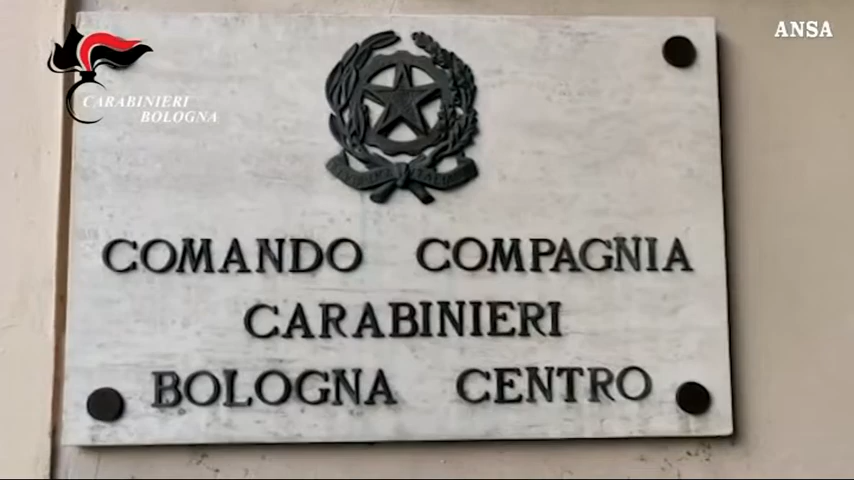 ANSA
CARABINIERI
BOLOGNA
COMANDO COMPAGNIA
CARABINIERI
BOLOGNA CENTRO